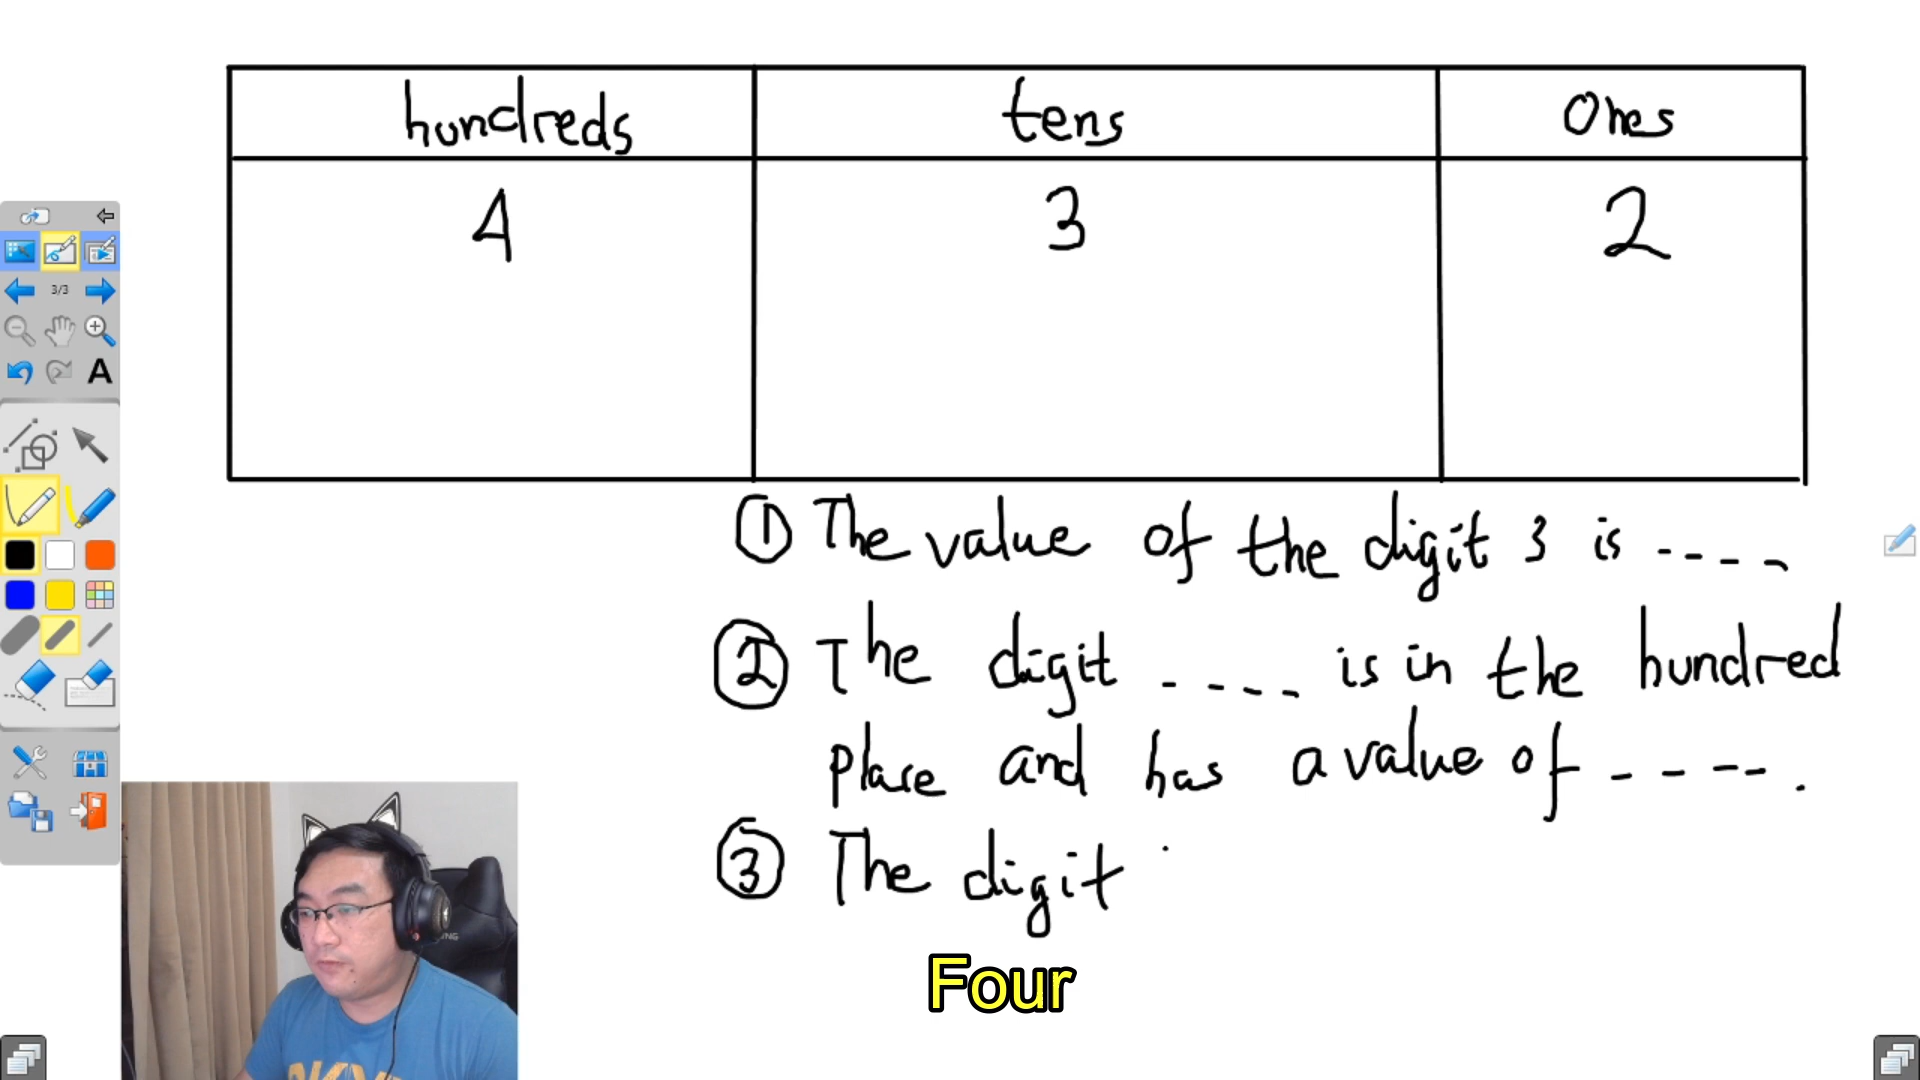 hundreds tens Ones
4 3 2
① The value of the digit 3 is ----
② The digit ---- is in the hundred
place and has a value of ----.
③ The digit
Four
3/3
A